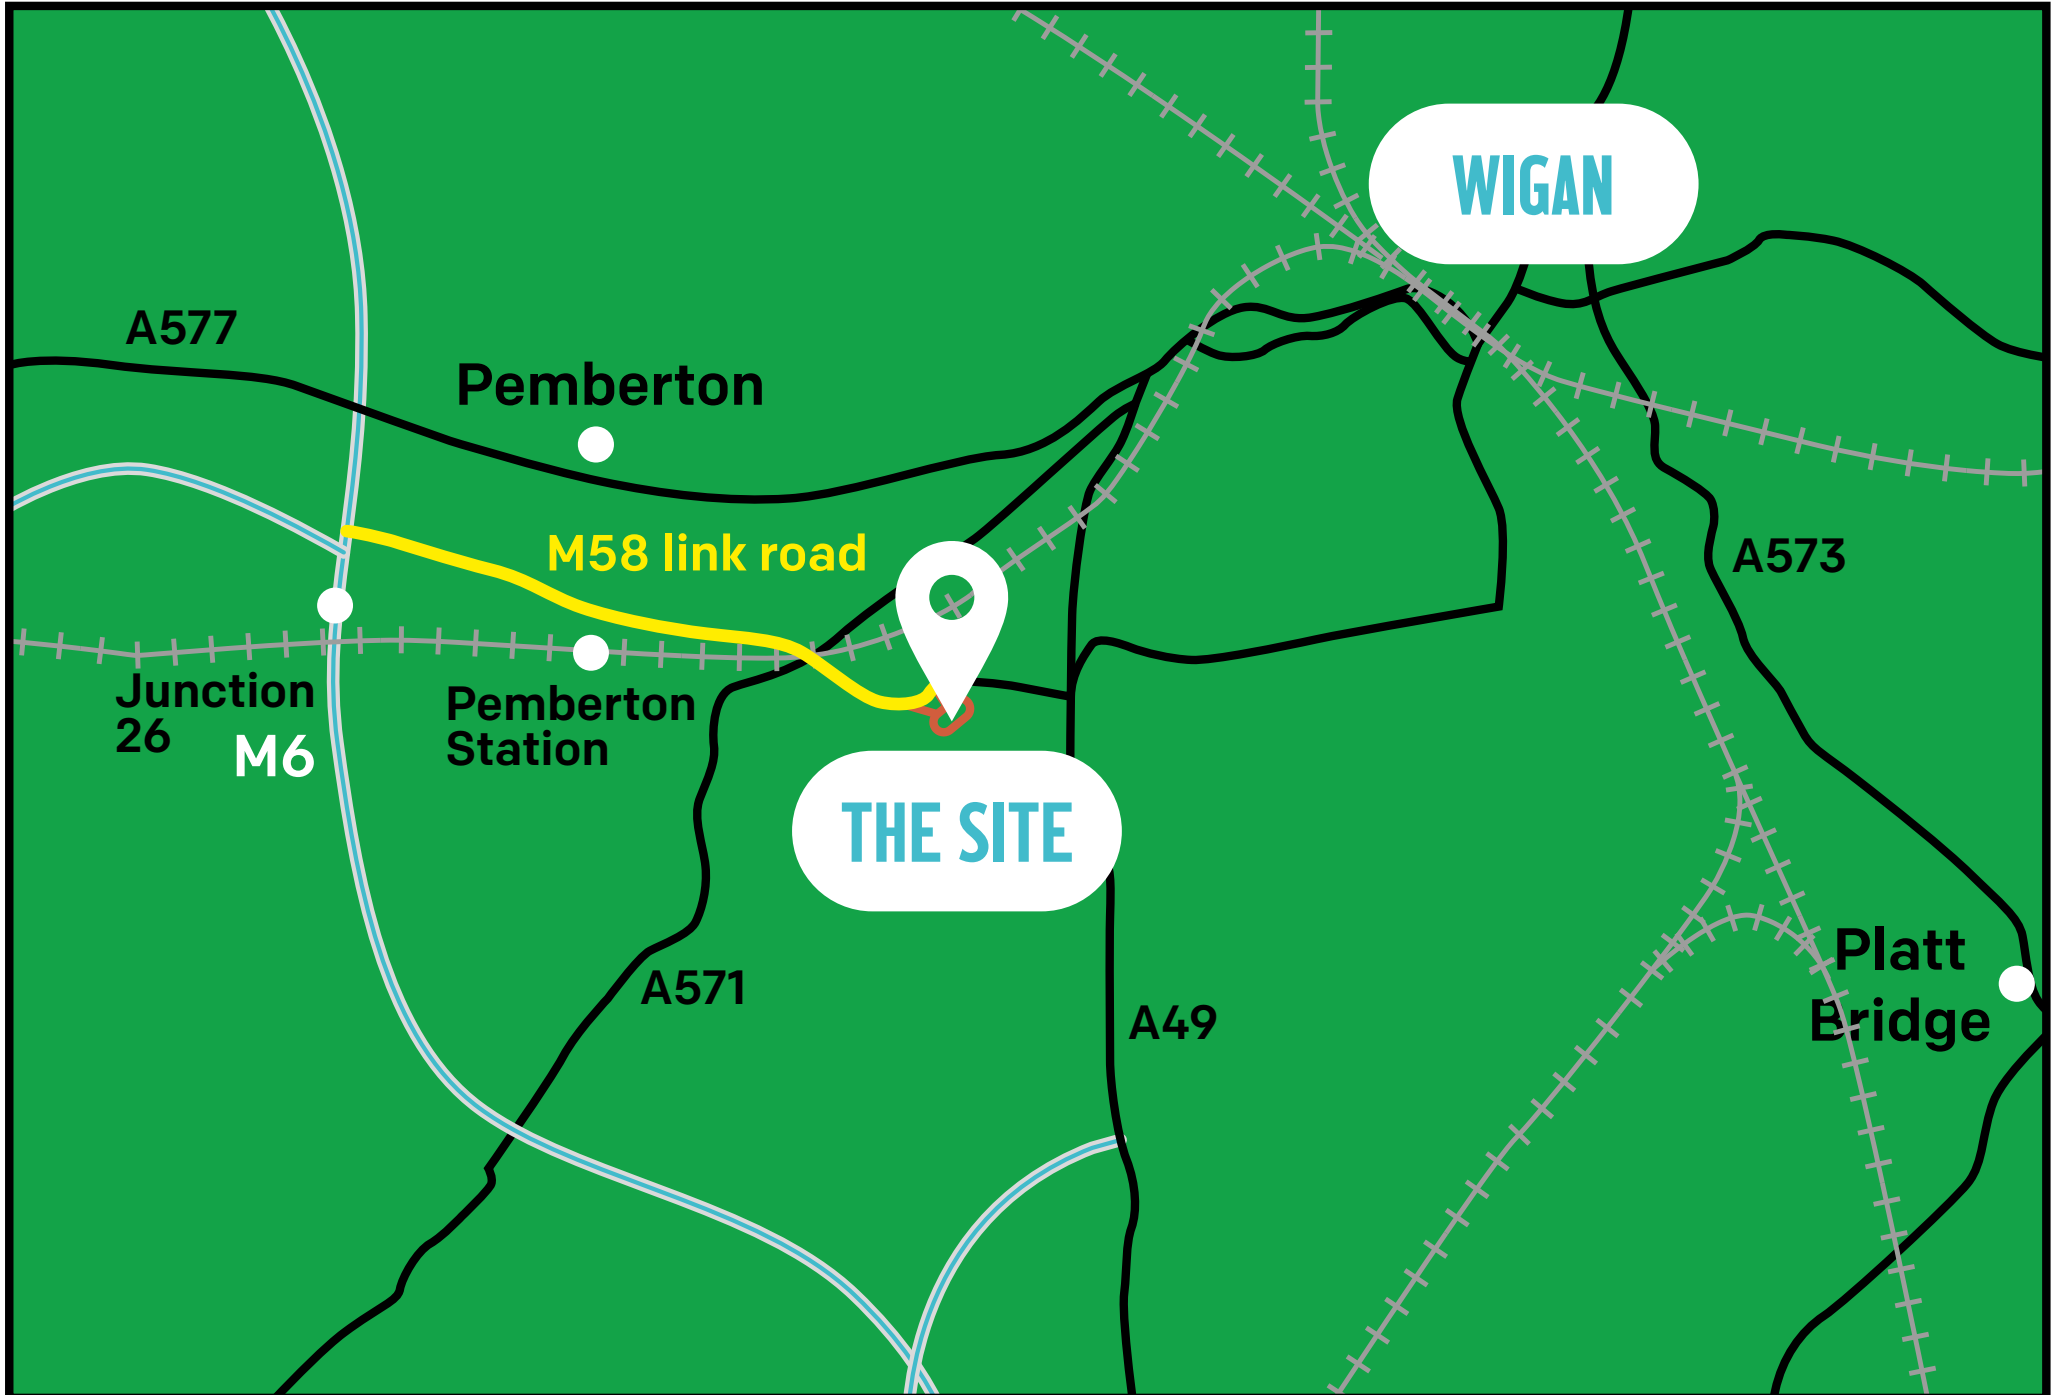 WIGAN
A577
Pemberton
M58 link road
A573
Junction
26
M6
Pemberton
Station
THE SITE
A571
A49
Platt
Bridge